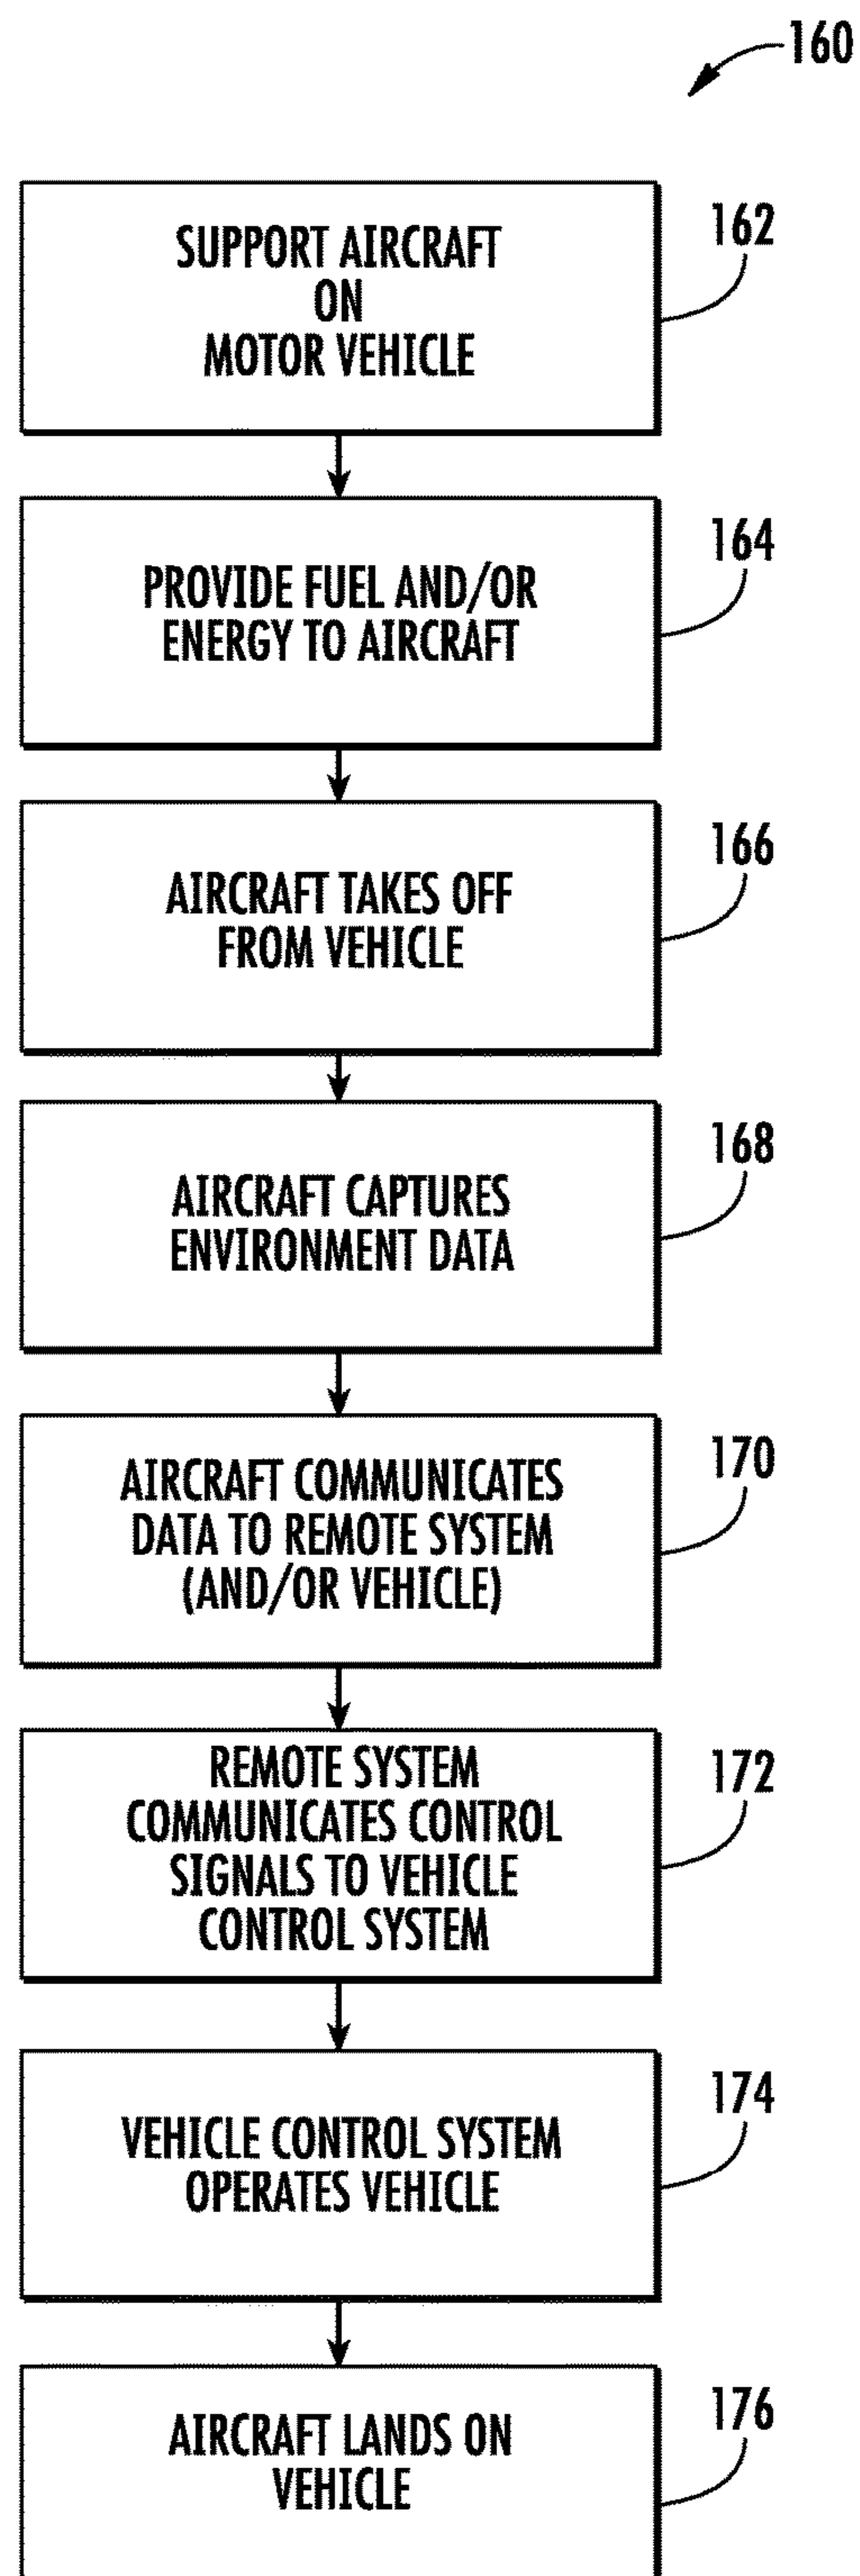 160
SUPPORT AIRCRAFT
ON
MOTOR VEHICLE
162
PROVIDE FUEL AND/OR
ENERGY TO AIRCRAFT
164
AIRCRAFT TAKES OFF
FROM VEHICLE
166
AIRCRAFT CAPTURES
ENVIRONMENT DATA
168
AIRCRAFT COMMUNICATES
DATA TO REMOTE SYSTEM
(AND/OR VEHICLE)
170
REMOTE SYSTEM
COMMUNICATES CONTROL
SIGNALS TO VEHICLE
CONTROL SYSTEM
172
VEHICLE CONTROL SYSTEM
OPERATES VEHICLE
174
AIRCRAFT LANDS ON
VEHICLE
176